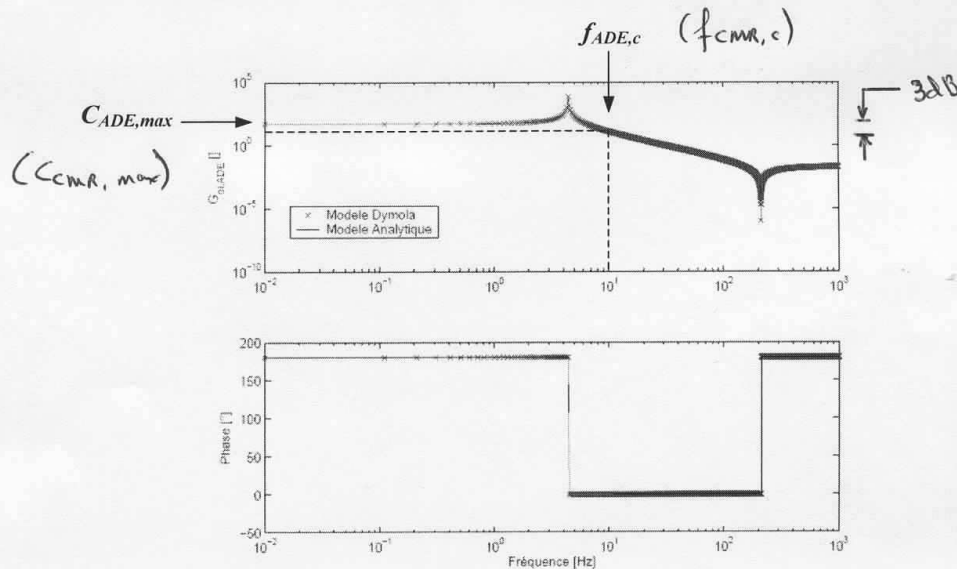 f_ADE,c (f_CMR,c)
C_ADE,max
(C_CMR, max)
3dB
10^5
10^0
10^-5
10^-10
G_BI,ADE []
× Modele Dymola
— Modele Analytique
10^-2 10^-1 10^0 10^1 10^2 10^3
200
150
100
50
0
-50
Phase [°]
10^-2 10^-1 10^0 10^1 10^2 10^3
Fréquence [Hz]